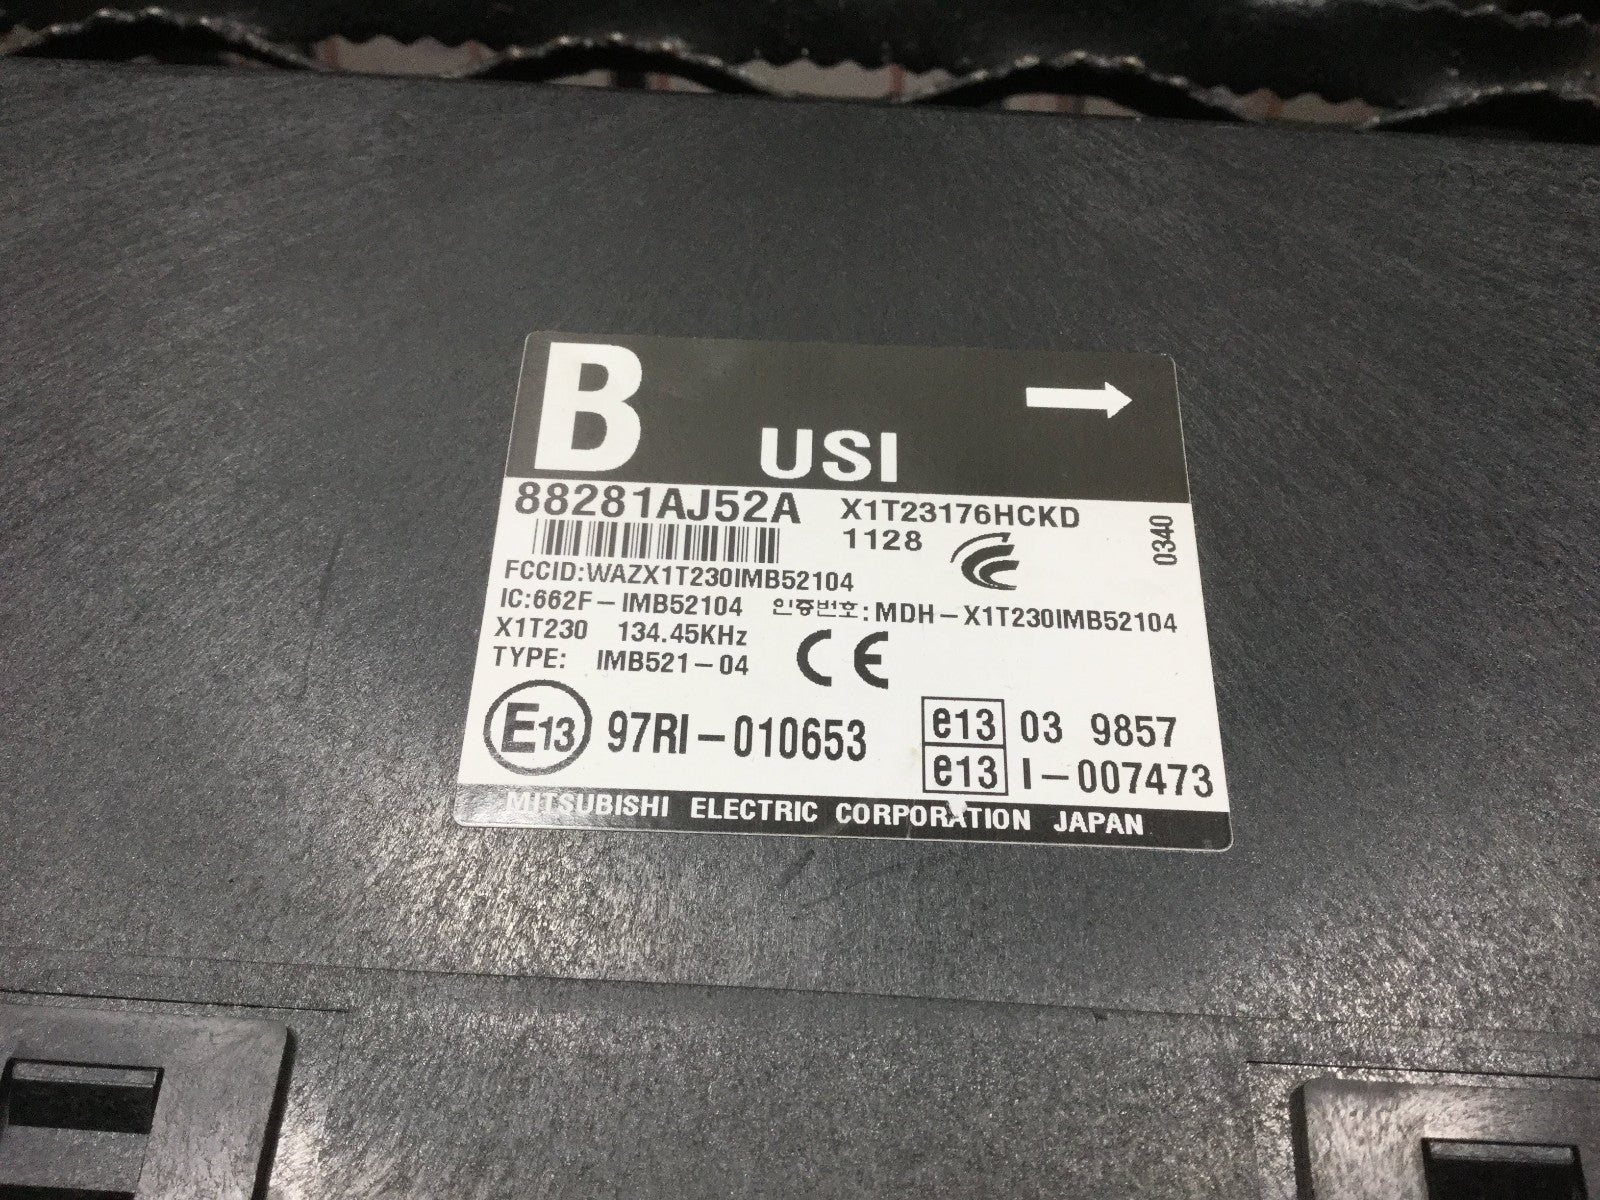 B
USI
88281AJ52A X1T23176HCKD
1128
0340
FCCID:WAZX1T230IMB52104
IC:662F-IMB52104 인증번호:MDH-X1T230IMB52104
X1T230 134.45KHz
TYPE: IMB521-04 CE
E13 97RI-010653
e13 03 9857
e13 I-007473
MITSUBISHI ELECTRIC CORPORATION JAPAN